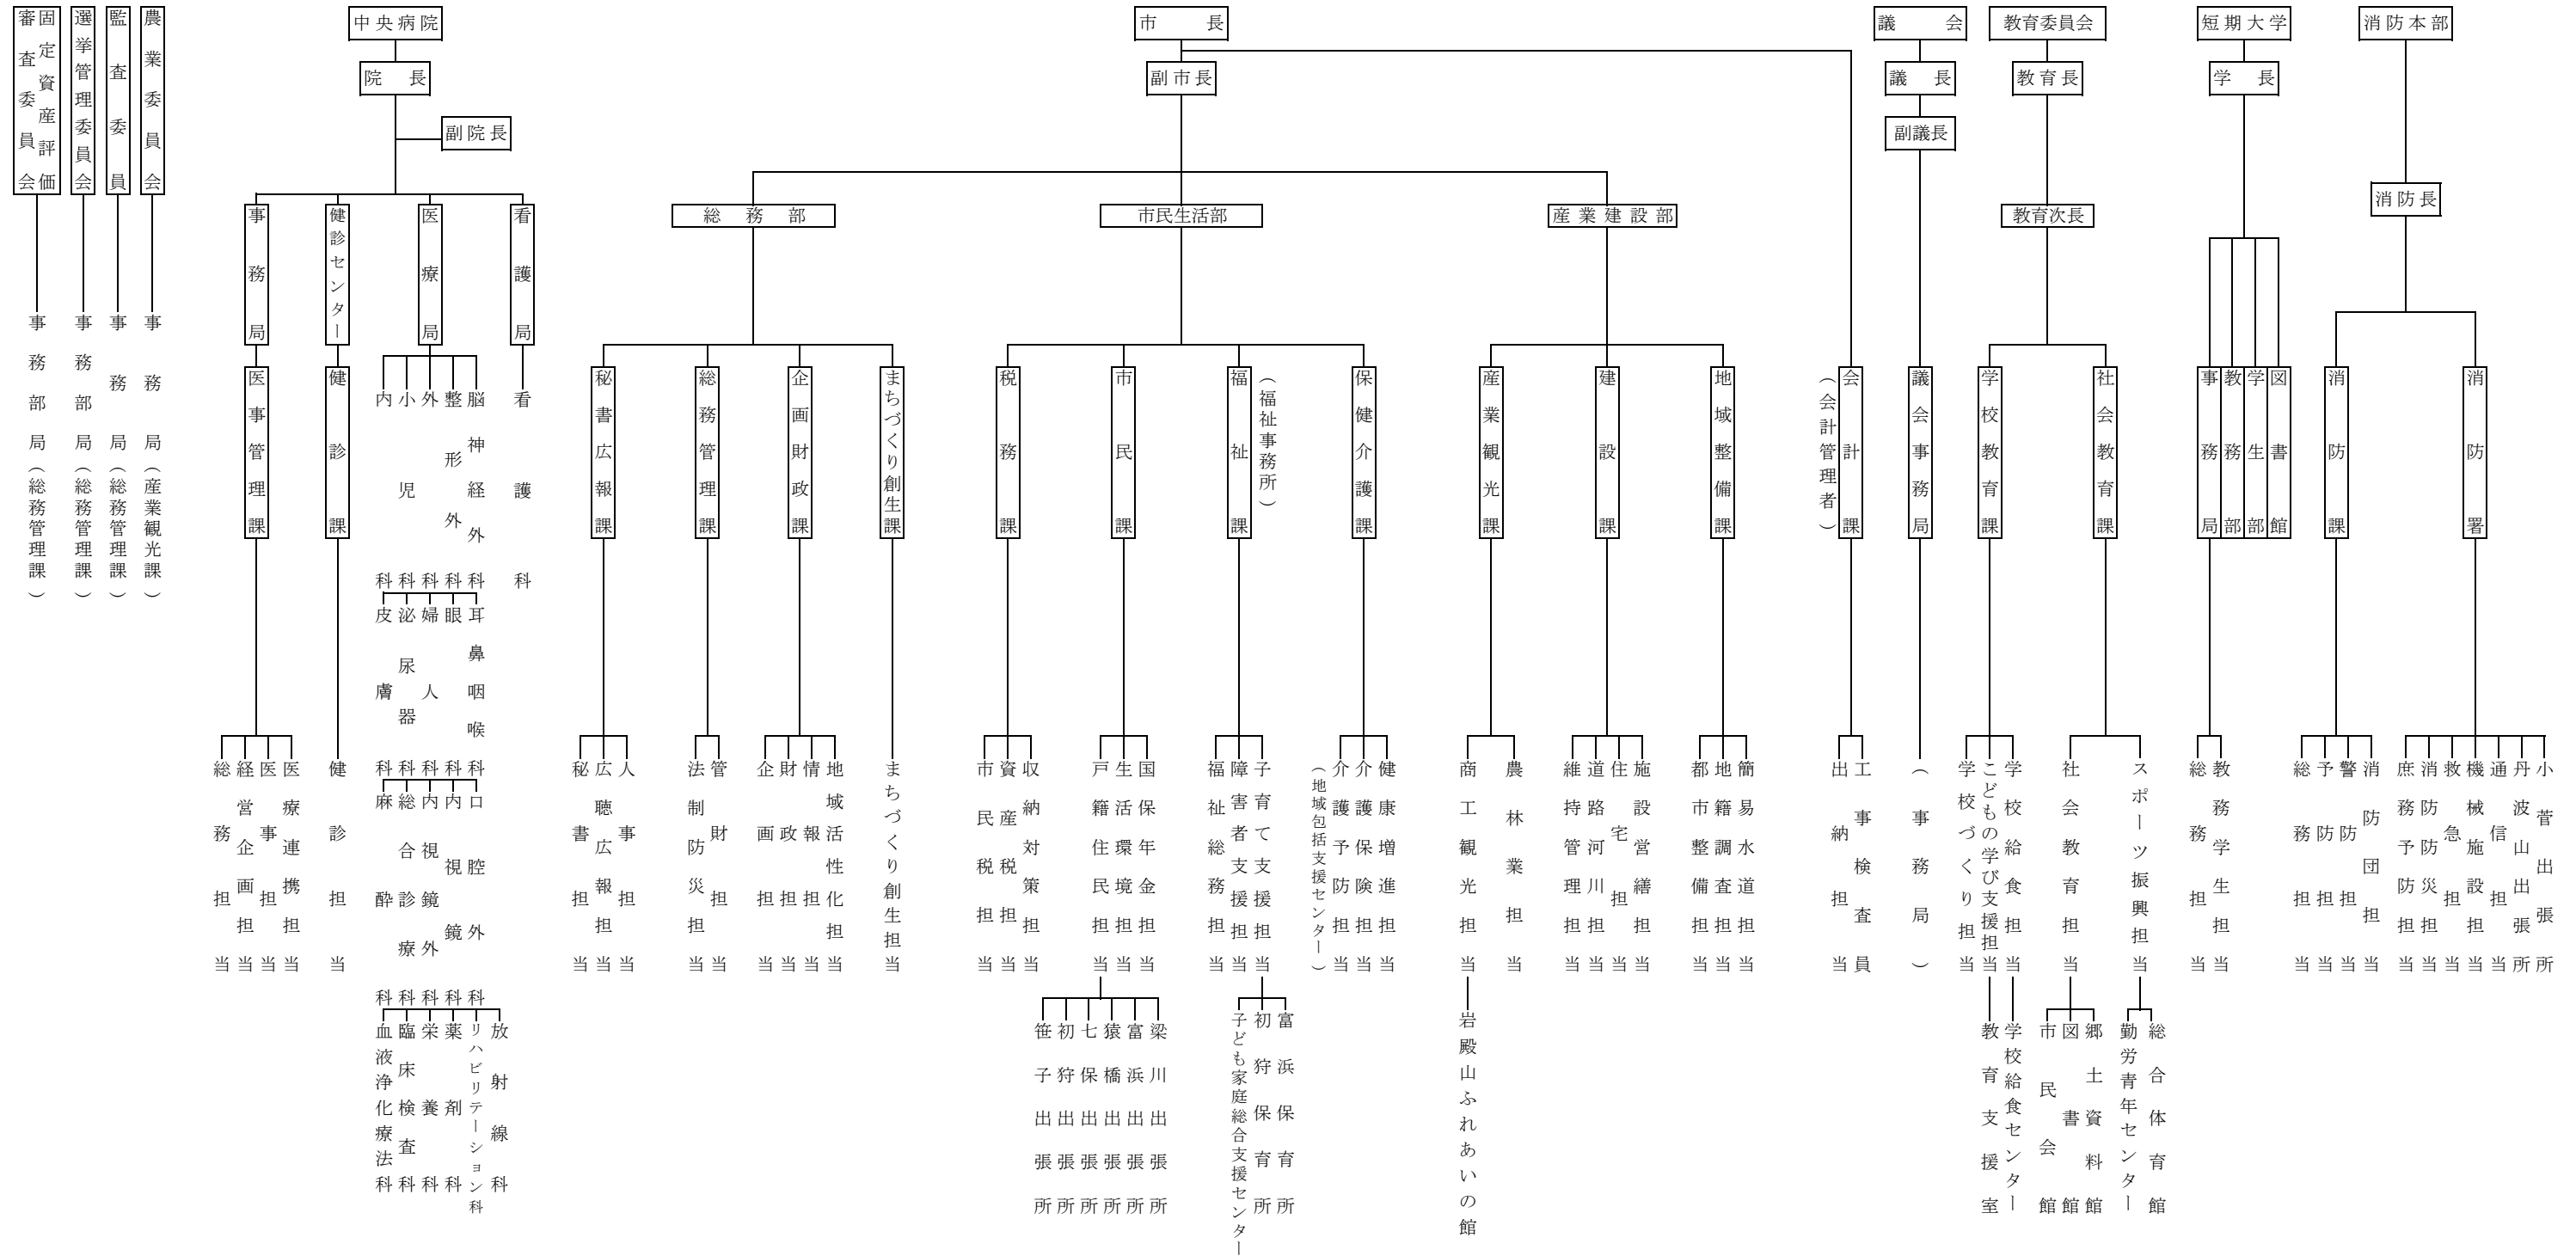 固定資産評価審査委員会
事務部局(総務管理課)
選挙管理委員会
事務部局(総務管理課)
監査委員
事務局(総務管理課)
農業委員会
事務局(産業観光課)
中央病院
院長
副院長
事務局
医事管理課
総務担当
経営企画担当
医事担当
医療連携担当
健診センター
健診課
健診担当
医療局
内科
小児科
外科
整形外科
脳神経外科
皮膚科
泌尿器科
婦人科
眼科
耳鼻咽喉科
麻酔科
総合診療科
内視鏡外科
内視鏡科
口腔外科
血液浄化療法科
臨床検査科
栄養科
薬剤科
リハビリテーション科
放射線科
看護局
看護科
市長
副市長
総務部
秘書広報課
秘書担当
広聴広報担当
人事担当
総務管理課
法制防災担当
管財担当
企画財政課
企画担当
財政担当
情報担当
地域活性化担当
まちづくり創生課
まちづくり創生担当
市民生活部
税務課
市民税担当
資産税担当
収納対策担当
市民課
戸籍住民担当
生活環境担当
国保年金担当
笹子出張所
初狩出張所
七保出張所
猿橋出張所
富浜出張所
梁川出張所
福祉課
(福祉事務所)
福祉総務担当
障害者支援担当
子育て支援担当
子ども家庭総合支援センター
初狩保育所
富浜保育所
保健介護課
(地域包括支援センター)
介護予防担当
介護保険担当
健康増進担当
産業建設部
産業観光課
商工観光担当
農林業担当
岩殿山ふれあいの館
建設課
維持管理担当
道路河川担当
住宅担当
施設営繕担当
地域整備課
都市整備担当
地籍調査担当
簡易水道担当
(会計管理者)
会計課
出納担当
工事検査員
議会
議長
副議長
議会事務局
(事務局)
教育委員会
教育長
教育次長
学校教育課
学校づくり担当
こどもの学び支援担当
学校給食担当
教育支援室
学校給食センター
社会教育課
社会教育担当
スポーツ振興担当
市民会館
図書館
郷土資料館
勤労青年センター
総合体育館
短期大学
学長
事務局
教務部
学生部
図書館
総務担当
教務学生担当
消防本部
消防長
消防課
総務担当
予防担当
警防担当
消防団担当
消防署
庶務予防担当
消防防災担当
救急担当
機械施設担当
通信担当
丹波山出張所
小菅出張所